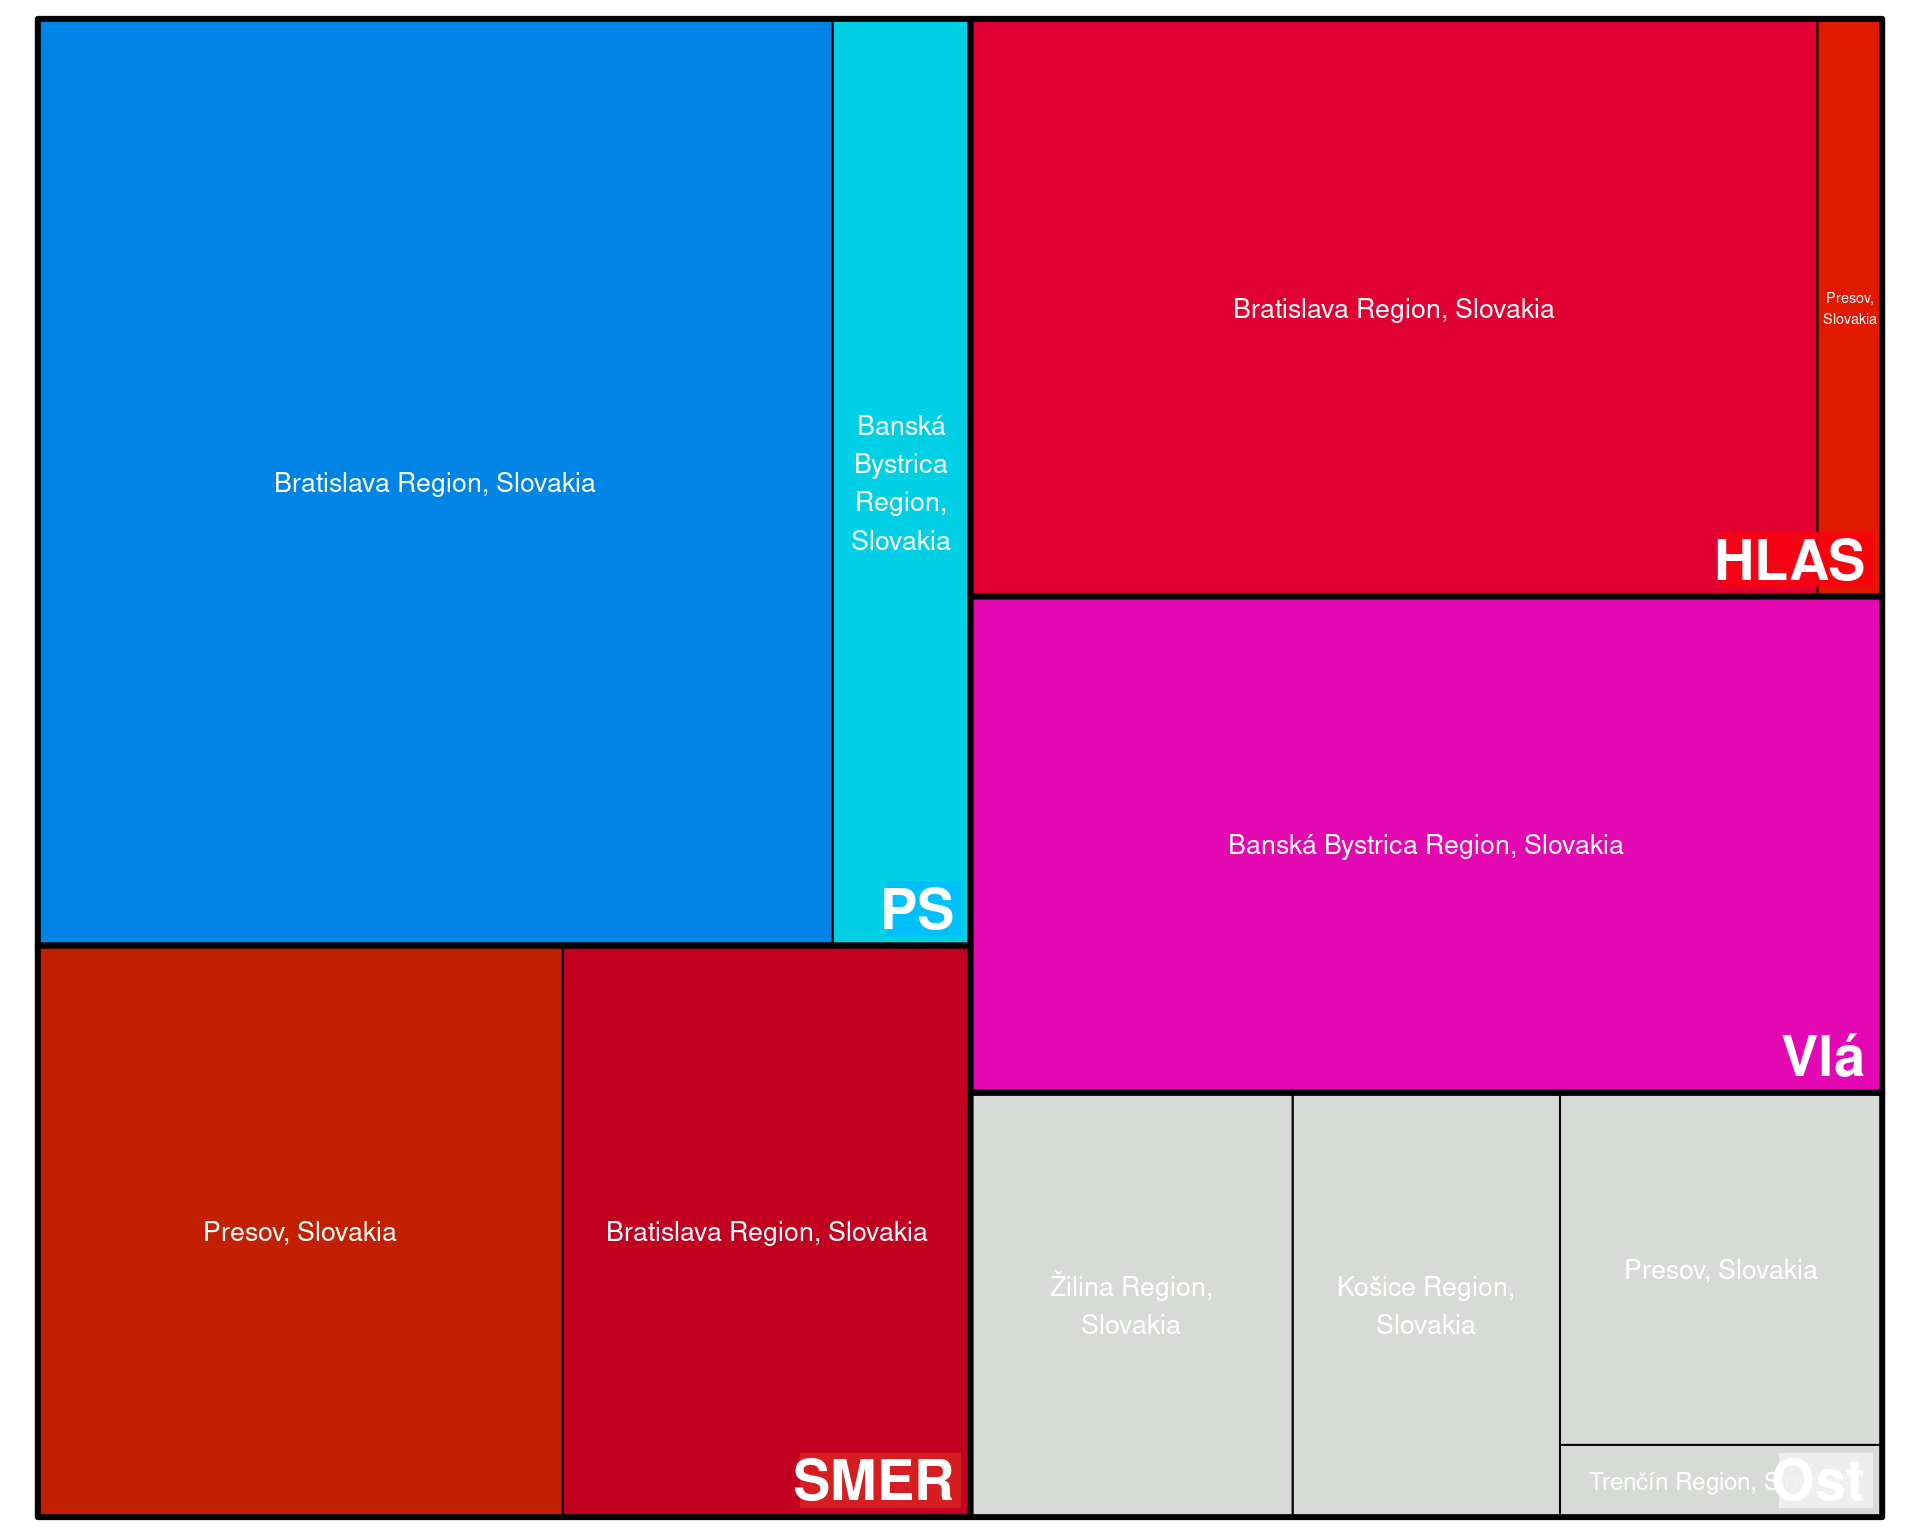 Bratislava Region, Slovakia
Banská
Bystrica
Region,
Slovakia
PS
Bratislava Region, Slovakia
Presov,
Slovakia
HLAS
Banská Bystrica Region, Slovakia
Vlá
Presov, Slovakia
Bratislava Region, Slovakia
SMER
Žilina Region,
Slovakia
Košice Region,
Slovakia
Presov, Slovakia
Trenčín Region,
Ost